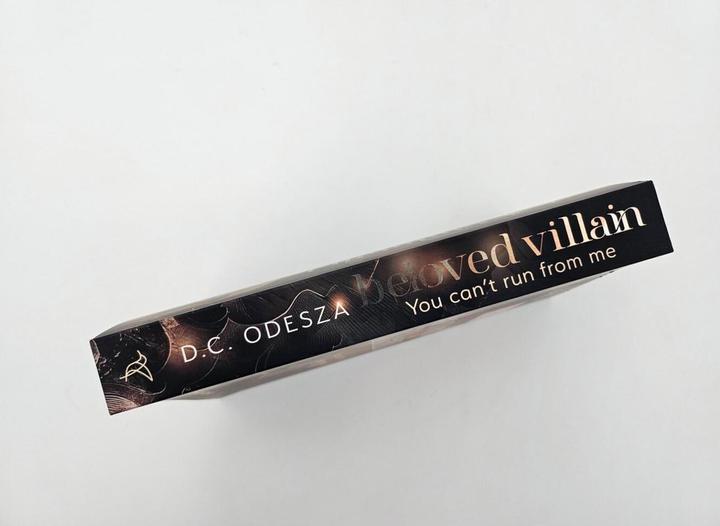 D.C. ODESZA
beloved villain
You can't run from me